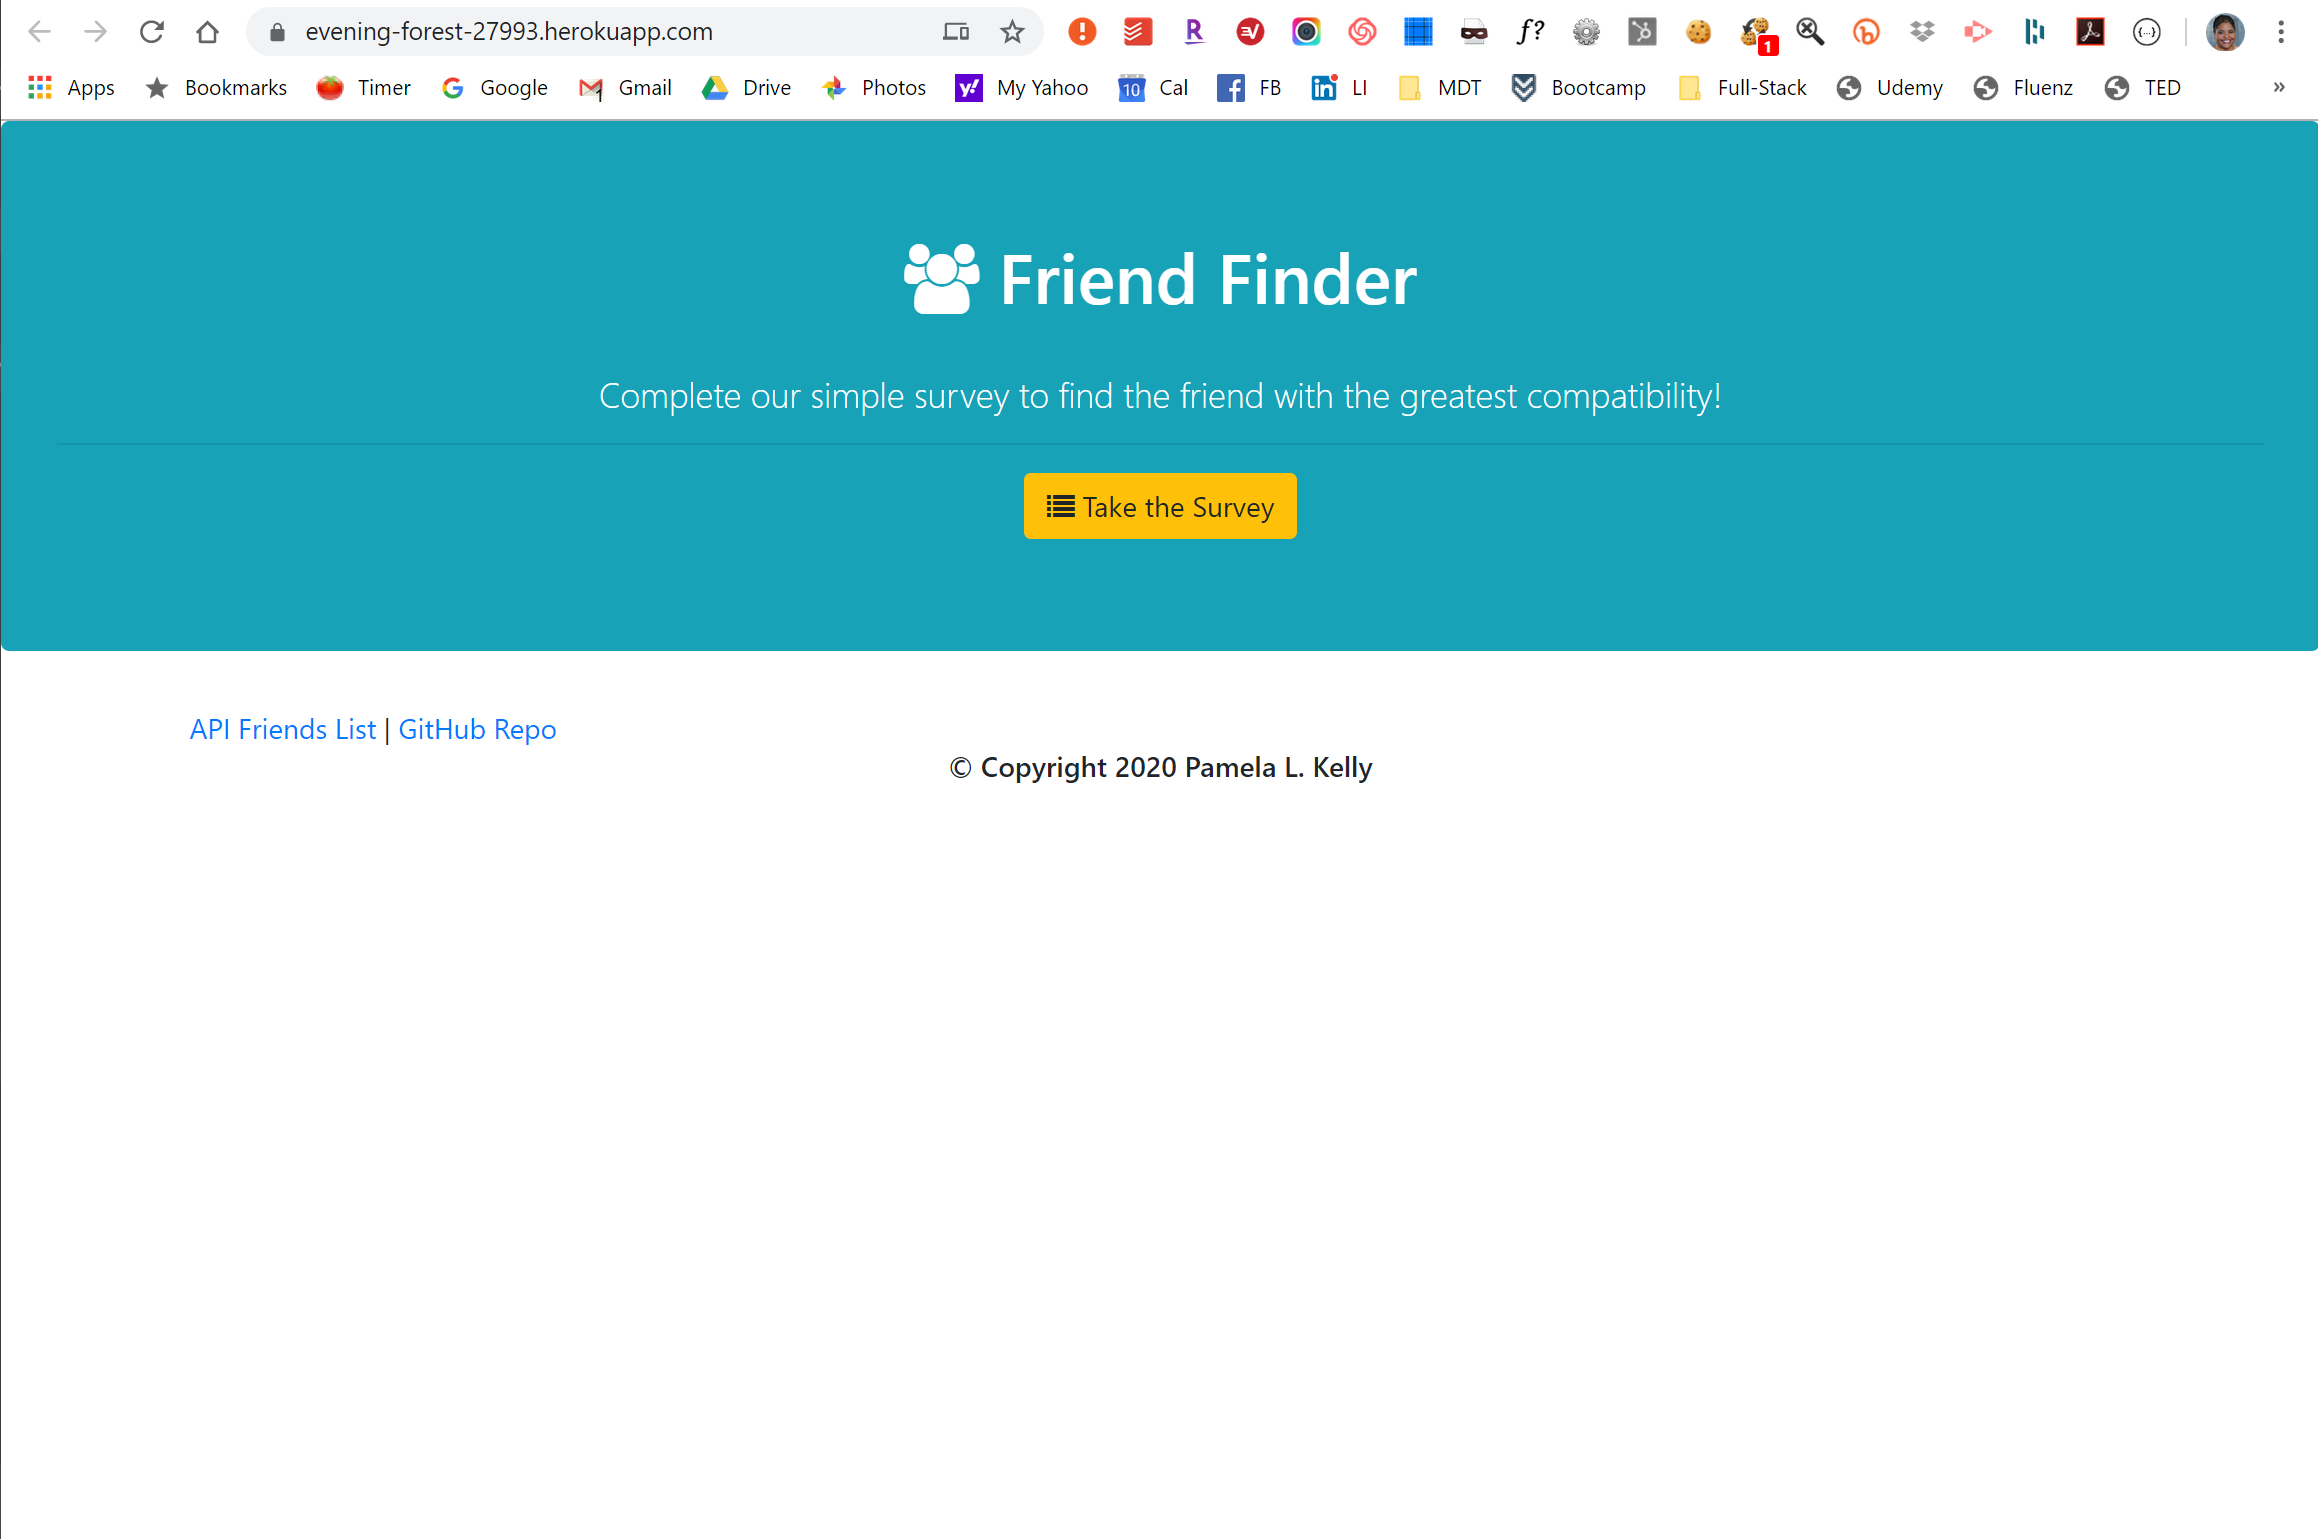 evening-forest-27993.herokuapp.com
R
f?
1
Apps Bookmarks Timer Google Gmail Drive Photos My Yahoo 10 Cal FB LI MDT Bootcamp Full-Stack Udemy Fluenz TED »
Friend Finder
Complete our simple survey to find the friend with the greatest compatibility!
Take the Survey
API Friends List | GitHub Repo
© Copyright 2020 Pamela L. Kelly